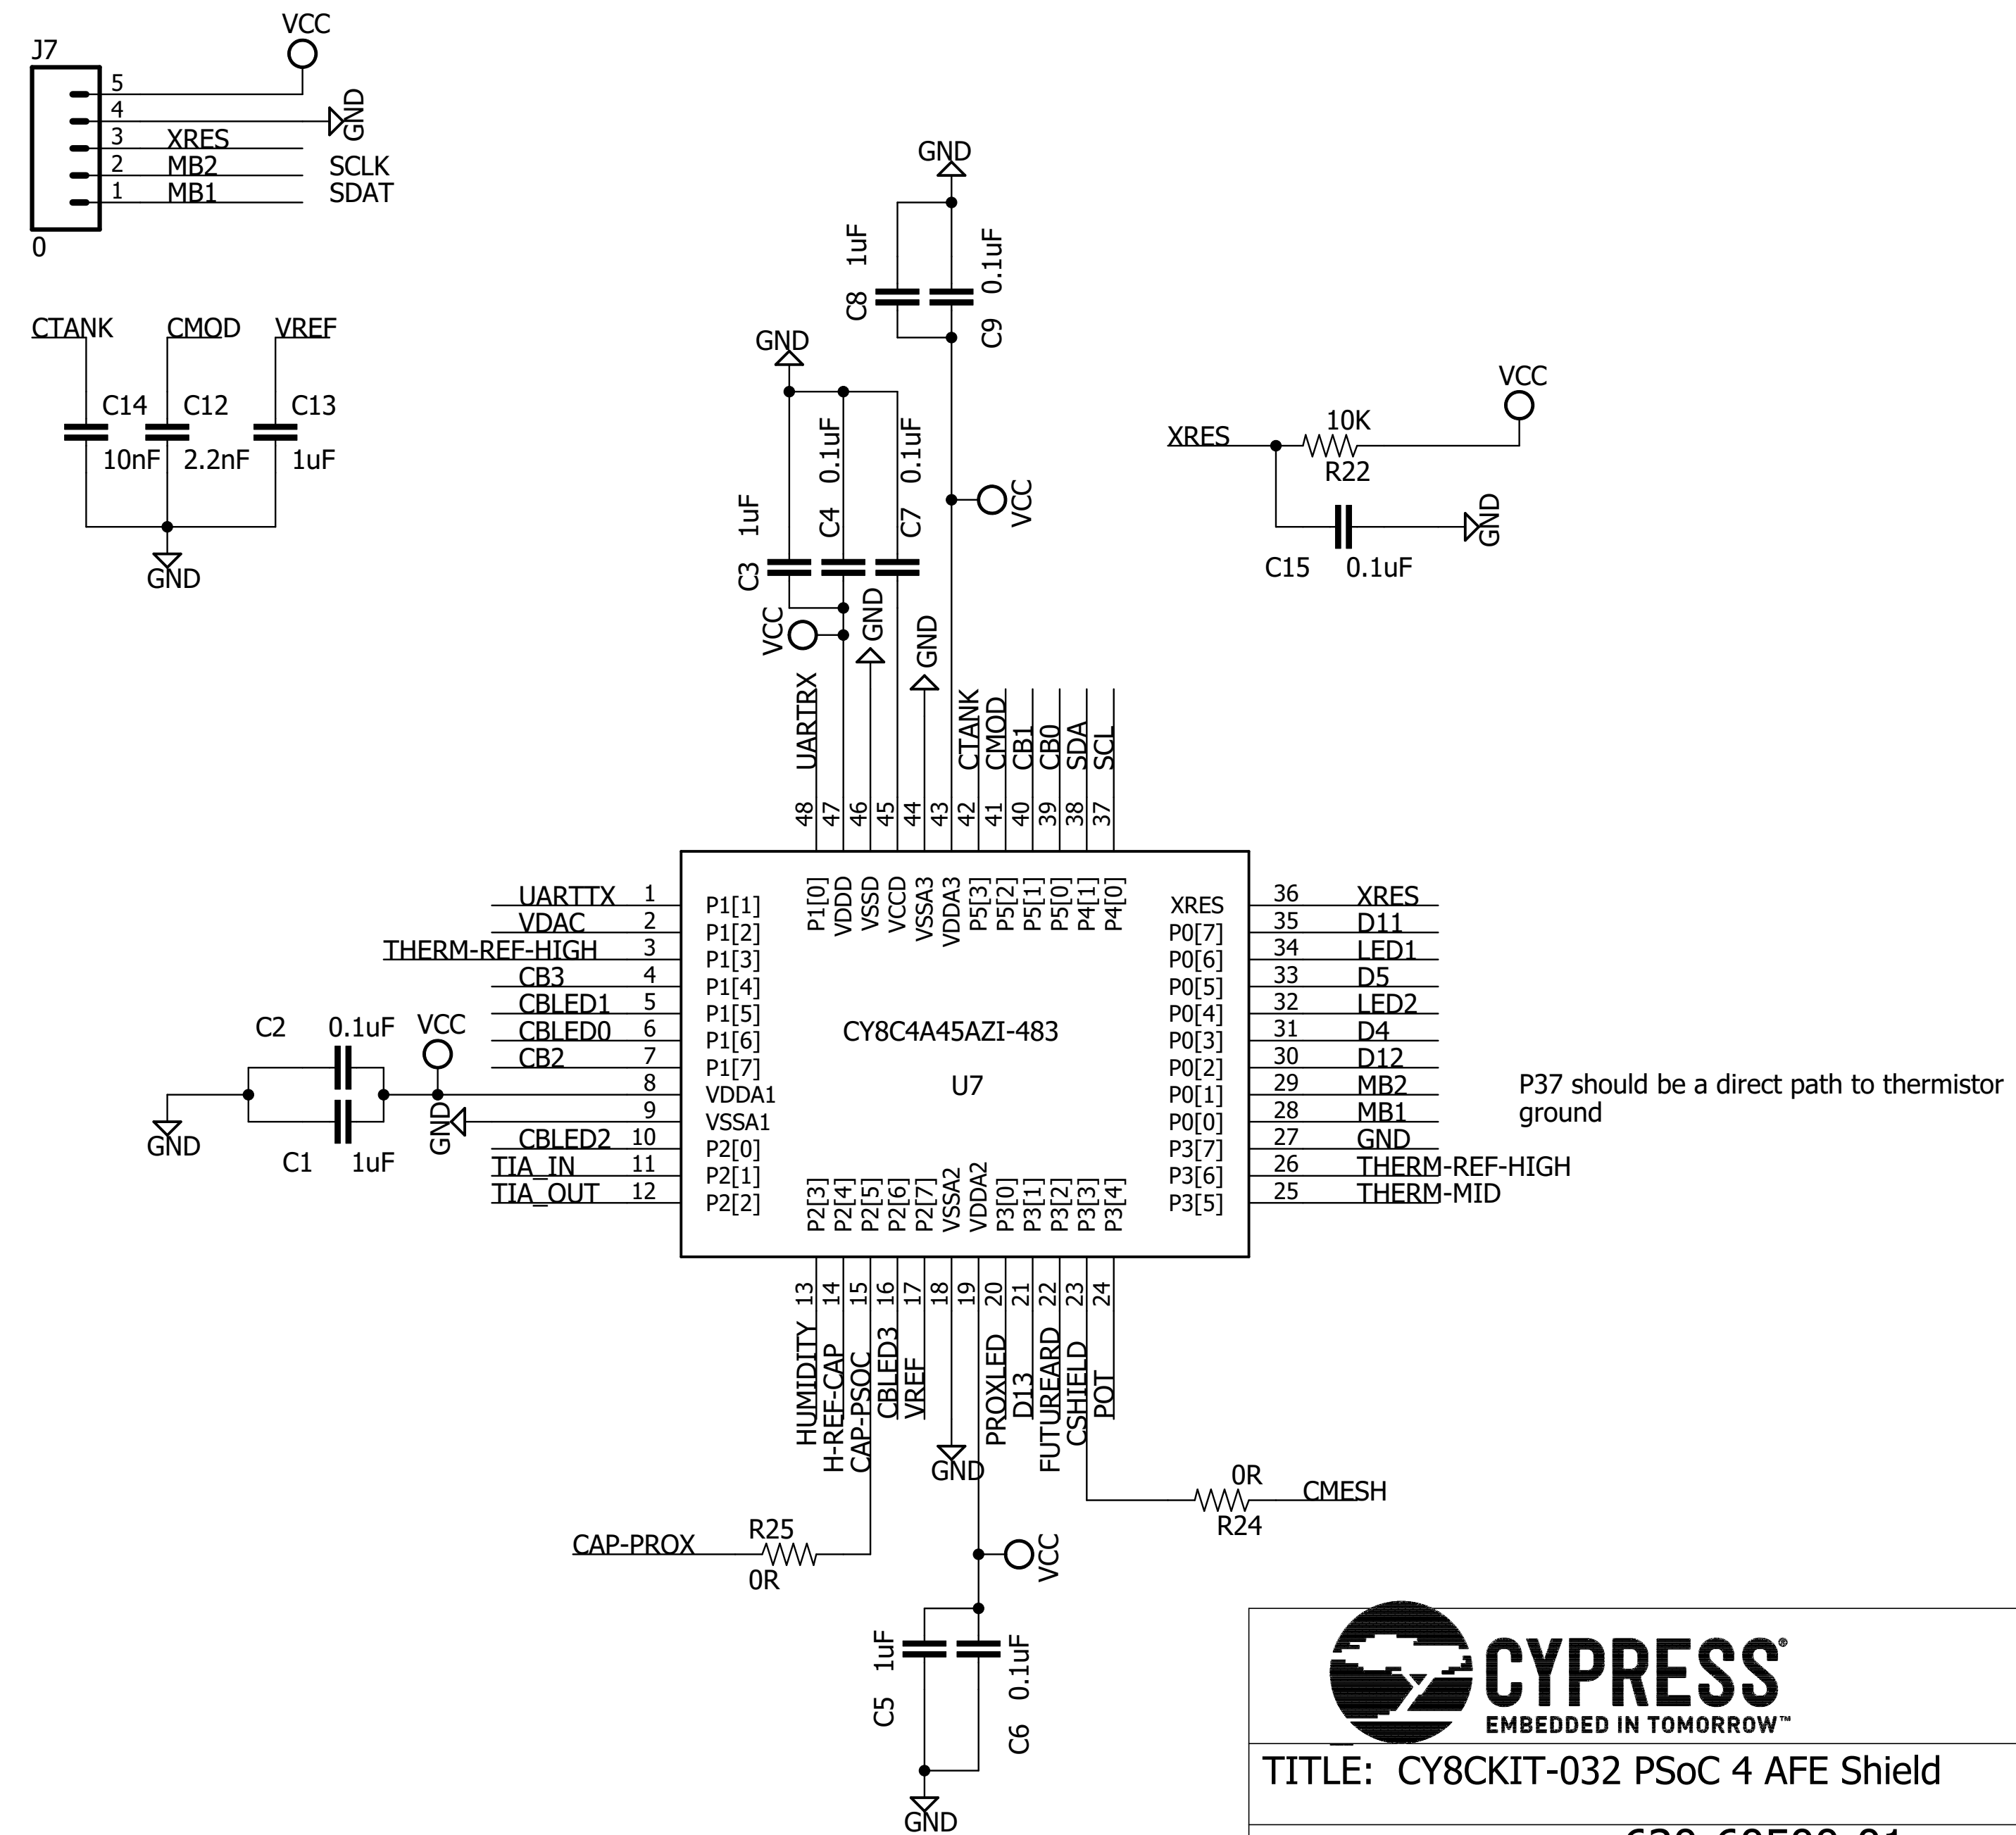 J7
VCC
5
4
GND
3 XRES
2 MB2 SCLK
1 MB1 SDAT
0
CTANK CMOD VREF
C14 C12 C13
10nF 2.2nF 1uF
GND
GND
C8 1uF
C9 0.1uF
VCC
GND
C3 1uF
C4 0.1uF
C7 0.1uF
VCC
GND
GND
VCC
XRES
10K
R22
GND
C15 0.1uF
UARTRX
CTANK
CMOD
CB1
CB0
SDA
SCL
48 47 46 45 44 43 42 41 40 39 38 37
P1[0] VDDD VSSD VCCD VSSA3 VDDA3 P5[3] P5[2] P5[1] P5[0] P4[1] P4[0]
UARTTX 1 P1[1]
VDAC 2 P1[2]
THERM-REF-HIGH 3 P1[3]
CB3 4 P1[4]
CBLED1 5 P1[5]
CBLED0 6 P1[6]
CB2 7 P1[7]
8 VDDA1
9 VSSA1
CBLED2 10 P2[0]
TIA_IN 11 P2[1]
TIA_OUT 12 P2[2]
C2 0.1uF VCC
GND
GND
C1 1uF
CY8C4A45AZI-483
U7
XRES 36 XRES
P0[7] 35 D11
P0[6] 34 LED1
P0[5] 33 D5
P0[4] 32 LED2
P0[3] 31 D4
P0[2] 30 D12
P0[1] 29 MB2
P0[0] 28 MB1
P3[7] 27 GND
P3[6] 26 THERM-REF-HIGH
P3[5] 25 THERM-MID
P37 should be a direct path to thermistor
ground
P2[3] P2[4] P2[5] P2[6] P2[7] VSSA2 VDDA2 P3[0] P3[1] P3[2] P3[3] P3[4]
13 14 15 16 17 18 19 20 21 22 23 24
HUMIDITY
H-REF-CAP
CAP-PSOC
CBLED3
VREF
GND
PROXLED
D13
FUTUREARD
CSHIELD
POT
0R
CMESH
R24
CAP-PROX
R25
0R
VCC
C5 1uF
C6 0.1uF
GND
CYPRESS®
EMBEDDED IN TOMORROW™
TITLE: CY8CKIT-032 PSoC 4 AFE Shield